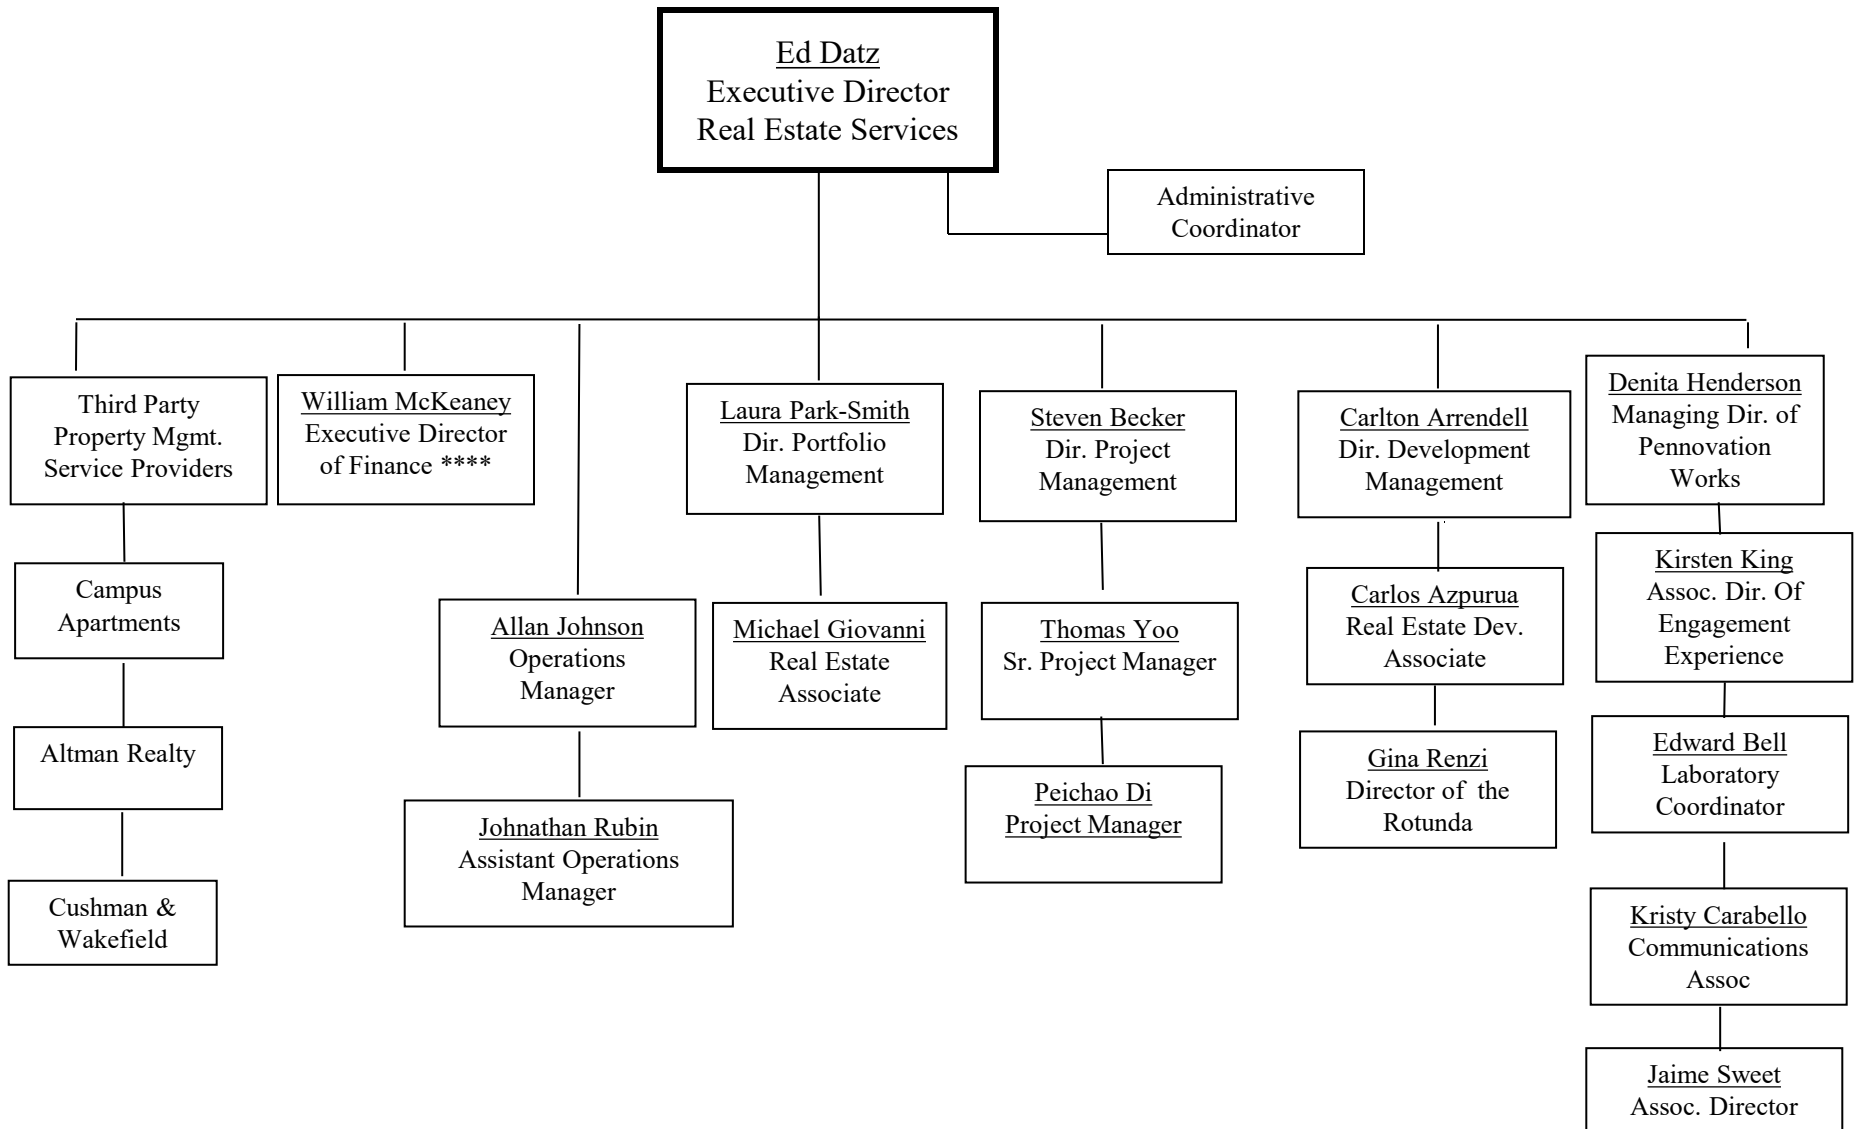 Ed Datz
Executive Director
Real Estate Services
Administrative
Coordinator
Third Party
Property Mgmt.
Service Providers
William McKeaney
Executive Director
of Finance ****
Laura Park-Smith
Dir. Portfolio
Management
Steven Becker
Dir. Project
Management
Carlton Arrendell
Dir. Development
Management
Denita Henderson
Managing Dir. of
Pennovation
Works
Campus
Apartments
Allan Johnson
Operations
Manager
Michael Giovanni
Real Estate
Associate
Thomas Yoo
Sr. Project Manager
Carlos Azpurua
Real Estate Dev.
Associate
Kirsten King
Assoc. Dir. Of
Engagement
Experience
Altman Realty
Johnathan Rubin
Assistant Operations
Manager
Peichao Di
Project Manager
Gina Renzi
Director of the
Rotunda
Edward Bell
Laboratory
Coordinator
Cushman &
Wakefield
Kristy Carabello
Communications
Assoc
Jaime Sweet
Assoc. Director